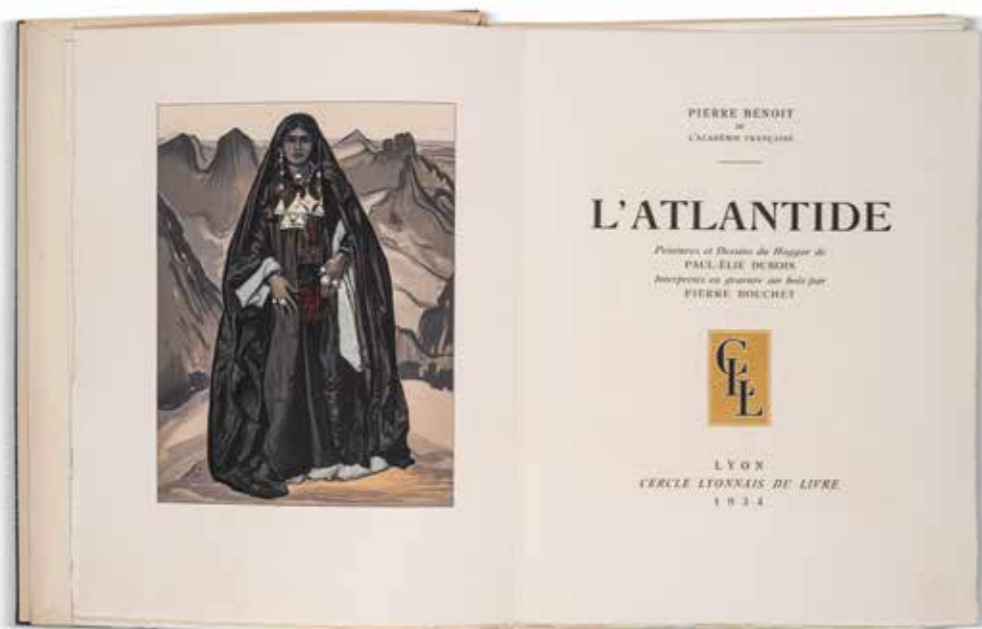 PIERRE BENOIT
DE
L'ACADÉMIE FRANÇAISE
L'ATLANTIDE
Peintures et Dessins du Hoggar de
PAUL-ÉLIE DUBOIS
Interprétés en gravure sur bois par
PIERRE BOUCHET
CLL
LYON
CERCLE LYONNAIS DU LIVRE
1934